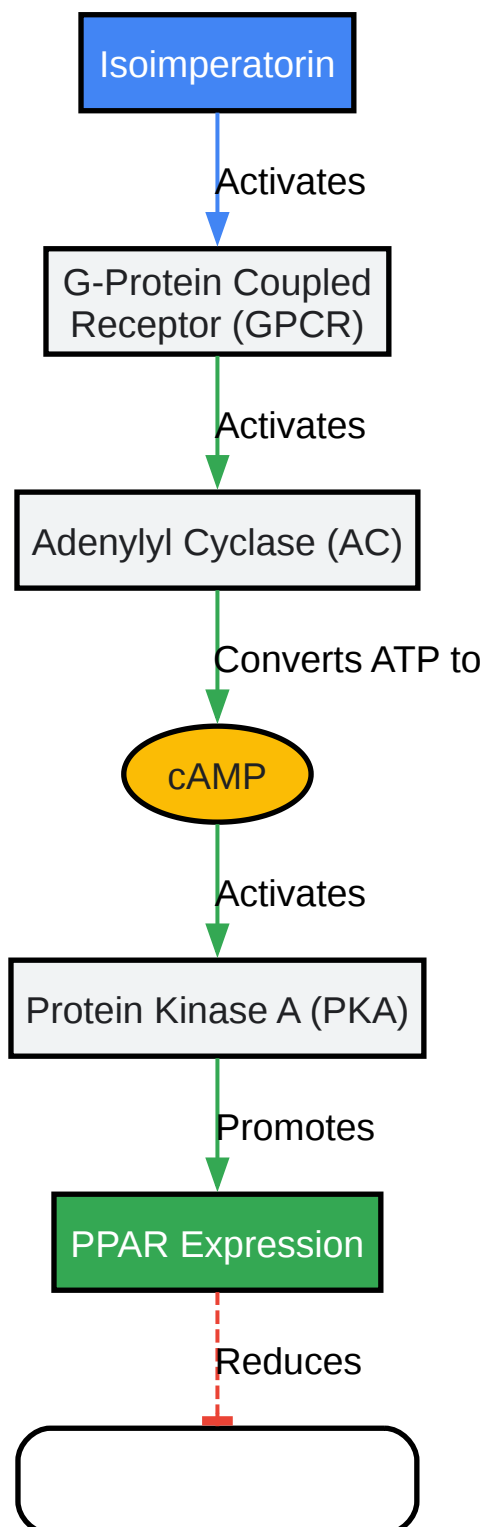 Isoimperatorin
Activates
G-Protein Coupled
Receptor (GPCR)
Activates
Adenylyl Cyclase (AC)
Converts ATP to
cAMP
Activates
Protein Kinase A (PKA)
Promotes
PPAR Expression
Reduces